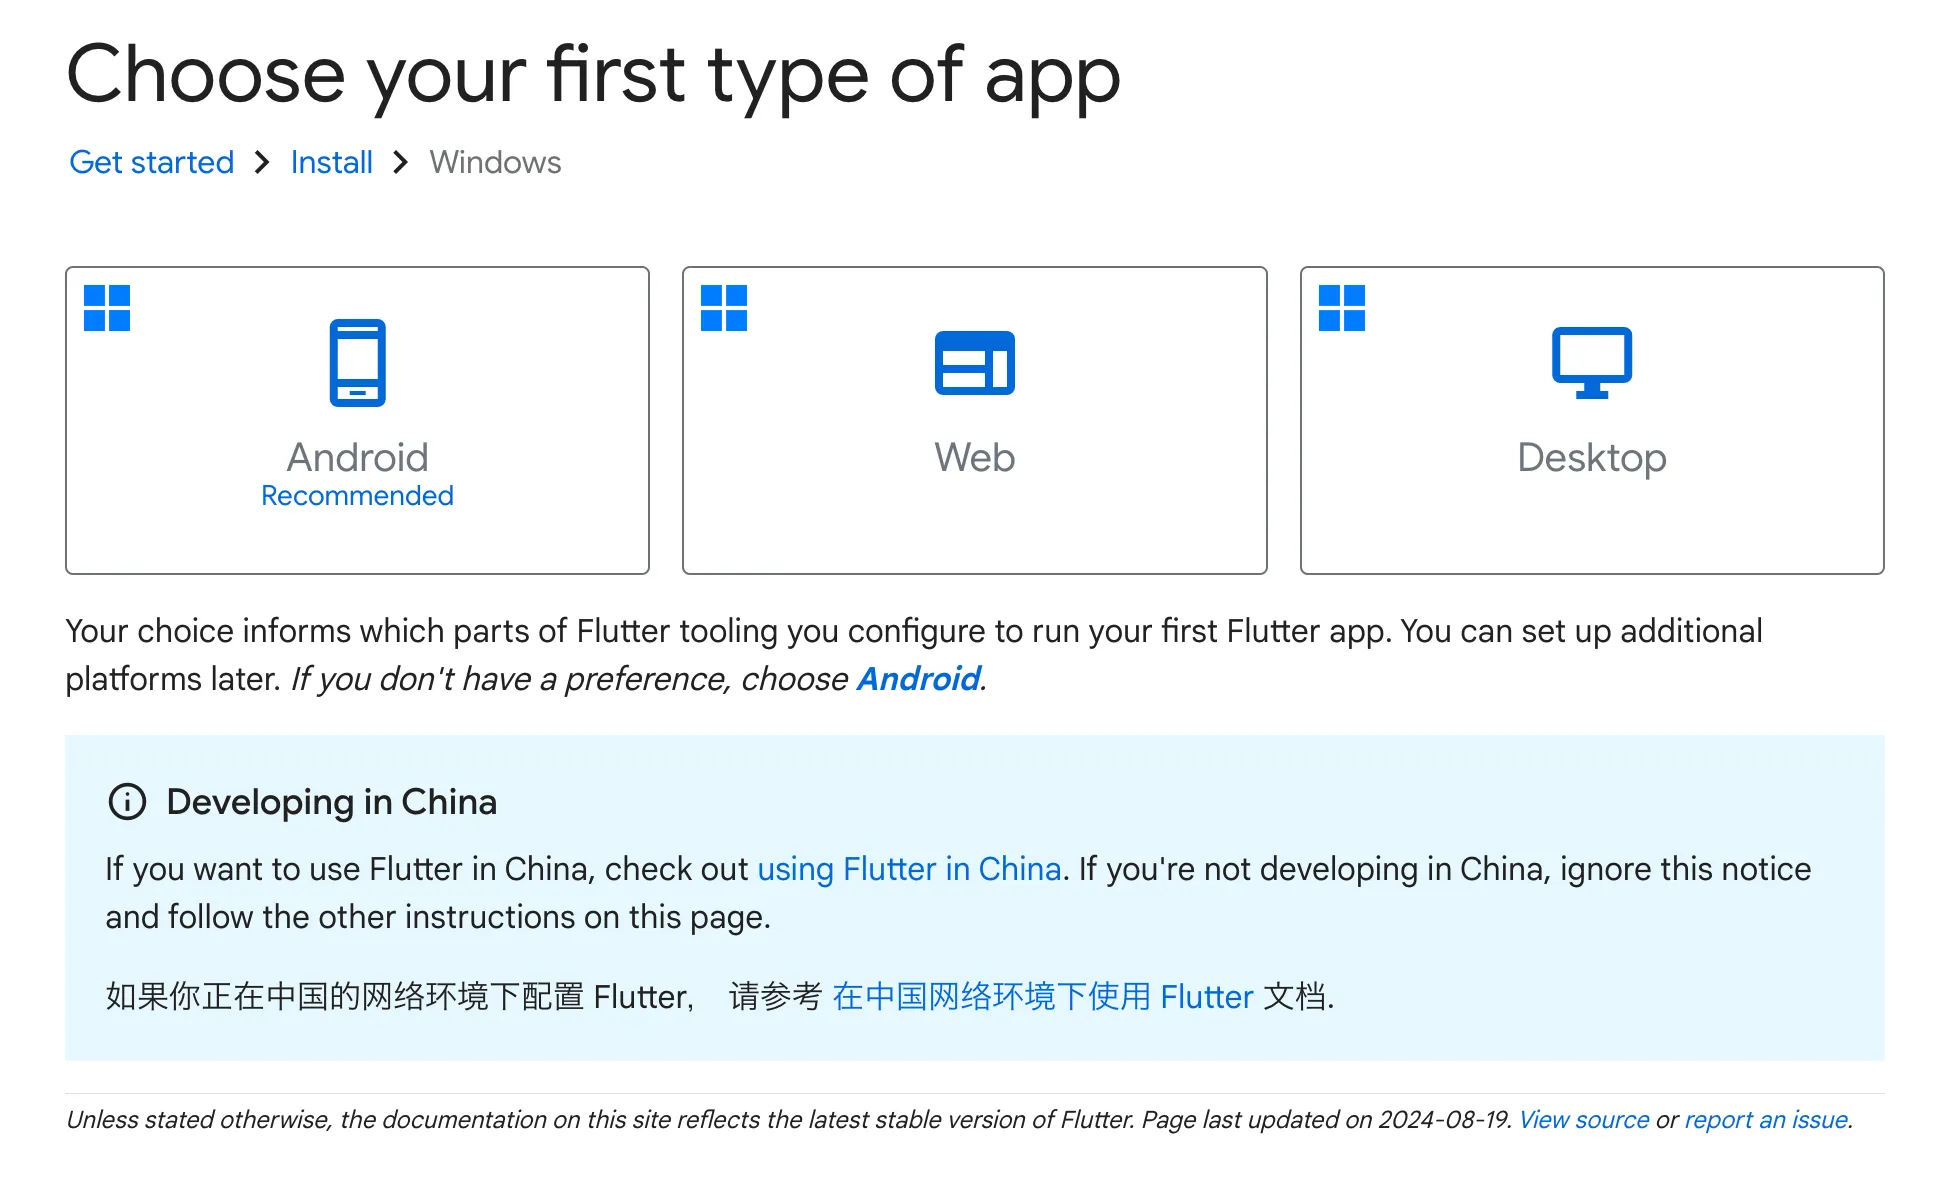 Choose your first type of app
Get started > Install > Windows
Android
Recommended
Web
Desktop
Your choice informs which parts of Flutter tooling you configure to run your first Flutter app. You can set up additional
platforms later. If you don't have a preference, choose Android.
Developing in China
If you want to use Flutter in China, check out using Flutter in China. If you're not developing in China, ignore this notice
and follow the other instructions on this page.
如果你正在中国的网络环境下配置 Flutter, 请参考 在中国网络环境下使用 Flutter 文档.
Unless stated otherwise, the documentation on this site reflects the latest stable version of Flutter. Page last updated on 2024-08-19. View source or report an issue.